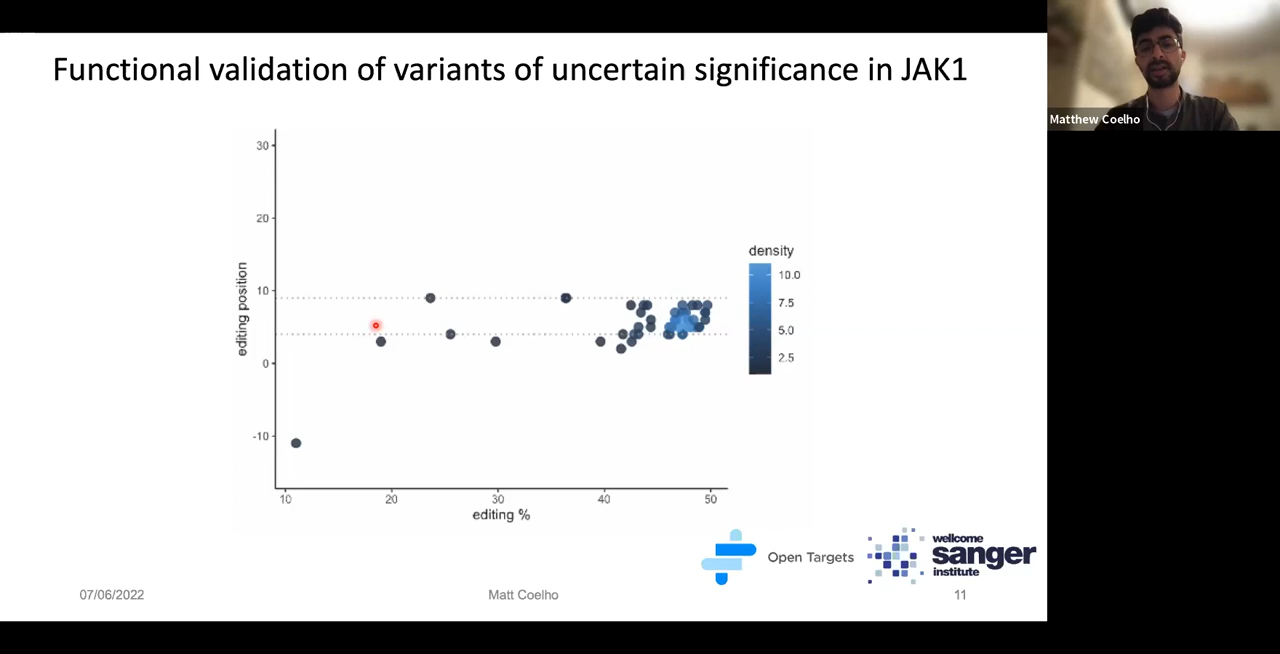 Functional validation of variants of uncertain significance in JAK1
Matthew Coelho
30
20
10
0
-10
editing position
10
20
30
40
50
editing %
density
10.0
7.5
5.0
2.5
Open Targets
wellcome
sanger
institute
07/06/2022
Matt Coelho
11